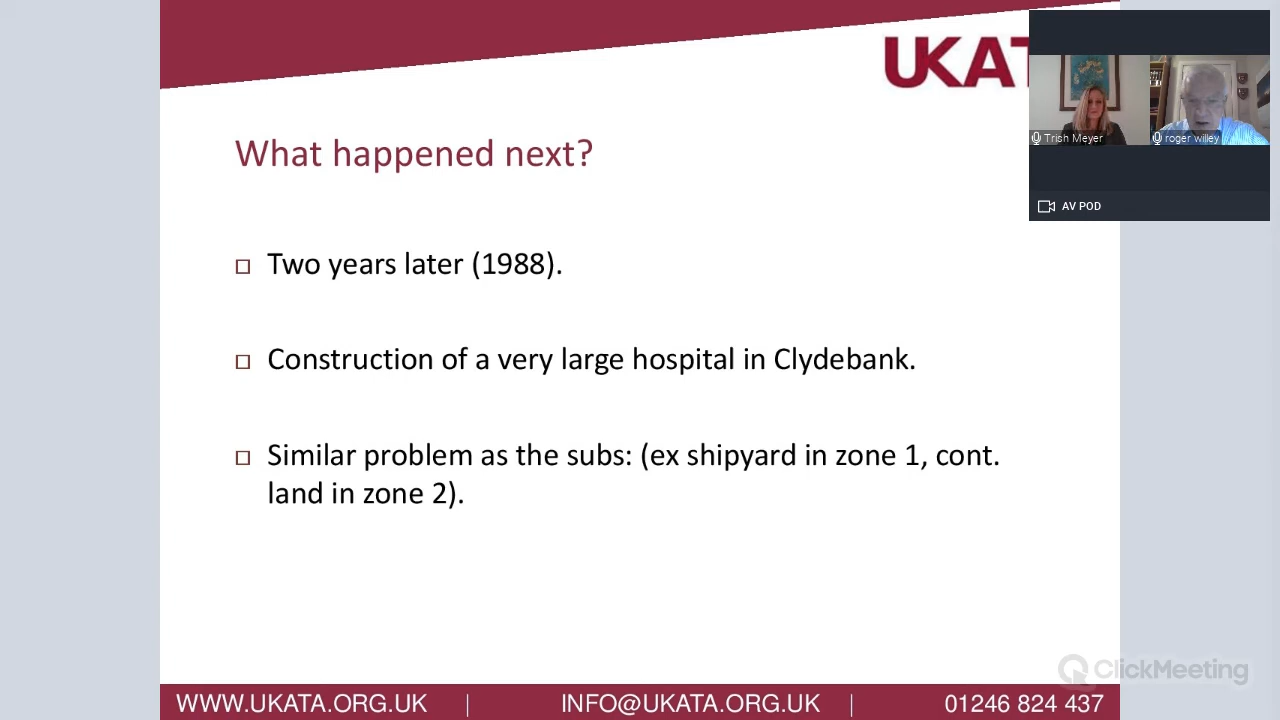 UKAT
Trish Meyer
roger willey
AV POD
What happened next?
Two years later (1988).
Construction of a very large hospital in Clydebank.
Similar problem as the subs: (ex shipyard in zone 1, cont.
land in zone 2).
ClickMeeting
WWW.UKATA.ORG.UK | INFO@UKATA.ORG.UK | 01246 824 437